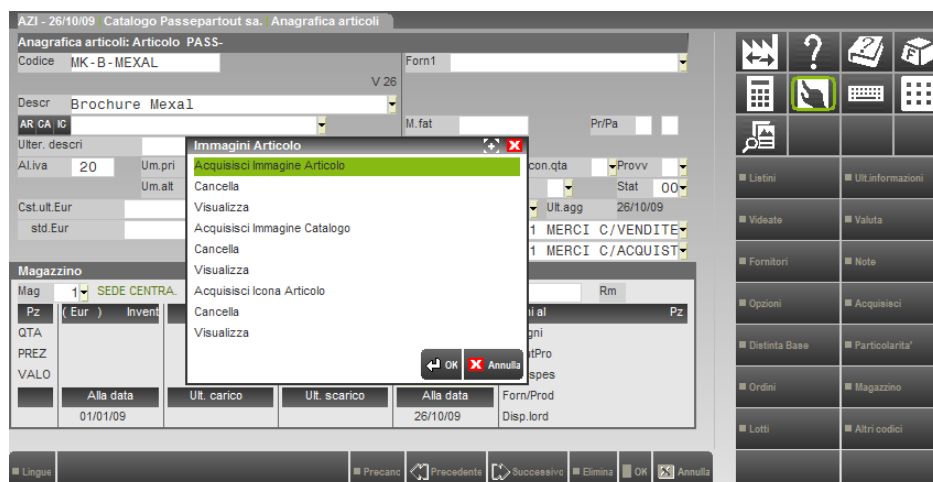 AZI - 26/10/09 Catalogo Passepartout sa. Anagrafica articoli
Anagrafica articoli: Articolo PASS-
Codice MK-B-MEXAL Forn1
V 26
Descr Brochure Mexal
AR CA IC M.fat Pr/Pa
Ulter. descri
Al.iva 20 Um.pri con.qta Provv
Um.alt Stat 00
Cst.ult.Eur Ult.agg 26/10/09
std.Eur 1 MERCI C/VENDITE
1 MERCI C/ACQUIST
Immagini Articolo
Acquisisci Immagine Articolo
Cancella
Visualizza
Acquisisci Immagine Catalogo
Cancella
Visualizza
Acquisisci Icona Articolo
Cancella
Visualizza
OK Annulla
Magazzino
Mag 1 SEDE CENTRA. Rm
Pz ( Eur ) Invent ni al Pz
QTA gni
PREZ tPro
VALO spes
Alla data Ult. carico Ult. scarico Alla data Forn/Prod
01/01/09 26/10/09 Disp.lord
Listini Ult.informazioni
Videate Valuta
Fornitori Note
Opzioni Acquisisci
Distinta Base Particolarita'
Ordini Magazzino
Lotti Altri codici
Lingue Precanc Precedente Successivo Elimina OK Annulla